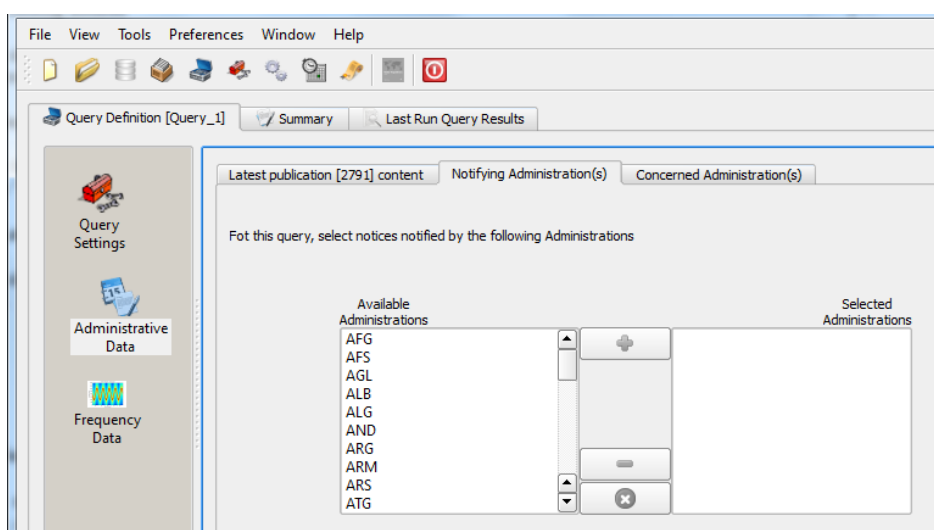 File View Tools Preferences Window Help
Query Definition [Query_1] Summary Last Run Query Results
Latest publication [2791] content Notifying Administration(s) Concerned Administration(s)
Query
Settings
Fot this query, select notices notified by the following Administrations
Administrative
Data
Frequency
Data
Available
Administrations
AFG
AFS
AGL
ALB
ALG
AND
ARG
ARM
ARS
ATG
Selected
Administrations